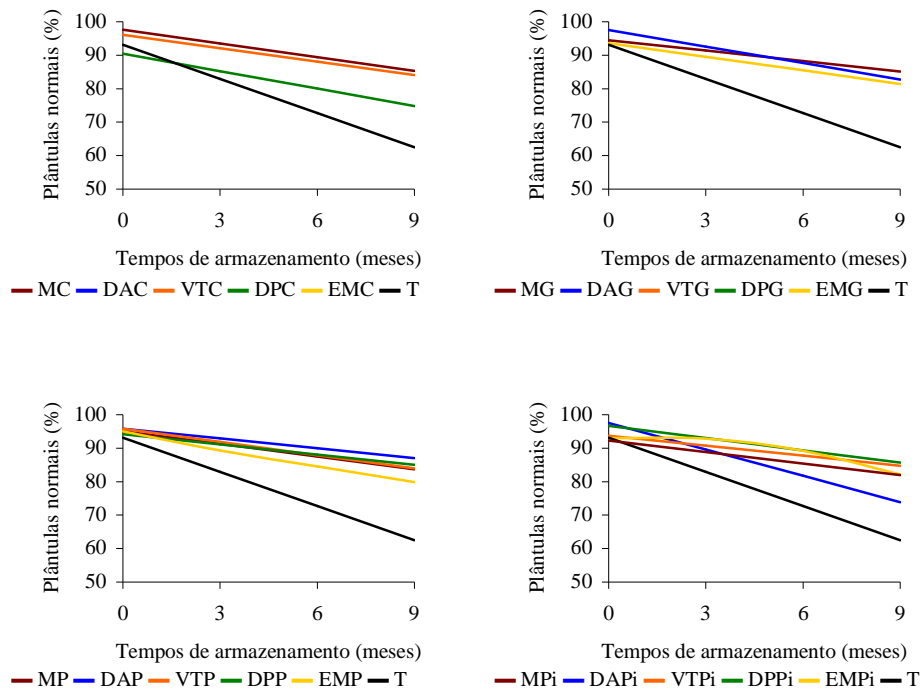 Plântulas normais (%)
100
90
80
70
60
50
0 3 6 9
Tempos de armazenamento (meses)
MC DAC VTC DPC EMC T
Plântulas normais (%)
100
90
80
70
60
50
0 3 6 9
Tempos de armazenamento (meses)
MG DAG VTG DPG EMG T
Plântulas normais (%)
100
90
80
70
60
50
0 3 6 9
Tempos de armazenamento (meses)
MP DAP VTP DPP EMP T
Plântulas normais (%)
100
90
80
70
60
50
0 3 6 9
Tempos de armazenamento (meses)
MPi DAPi VTPi DPPi EMPi T